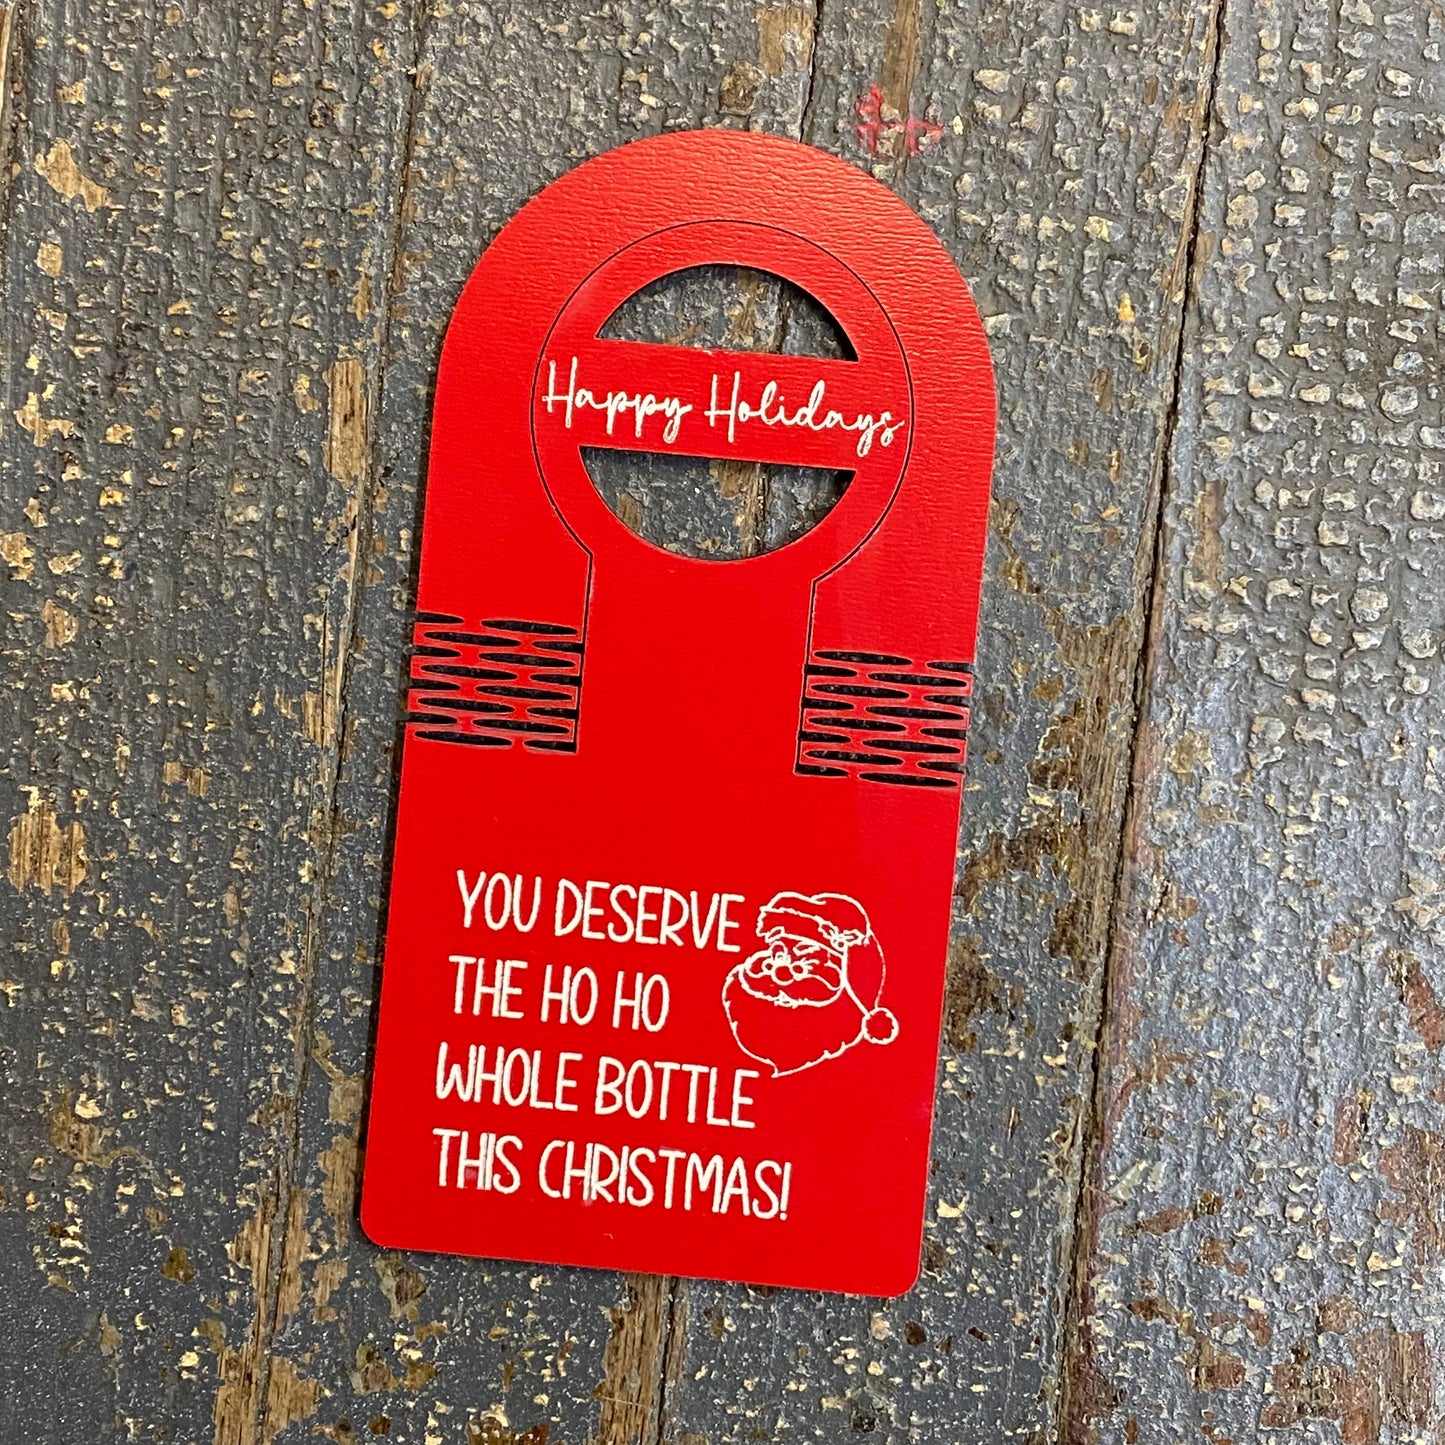 Happy Holidays
YOU DESERVE
THE HO HO
WHOLE BOTTLE
THIS CHRISTMAS!